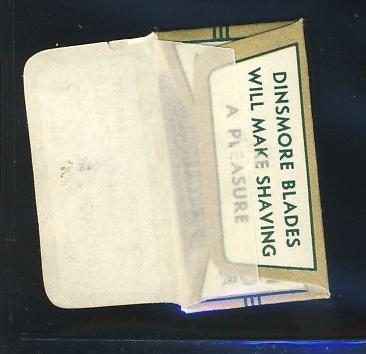 DINSMORE BLADES
WILL MAKE SHAVING
A PLEASURE